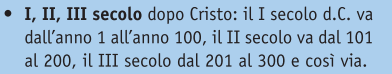 • I, II, III secolo dopo Cristo: il I secolo d.C. va
dall'anno 1 all'anno 100, il II secolo va dal 101
al 200, il III secolo dal 201 al 300 e così via.